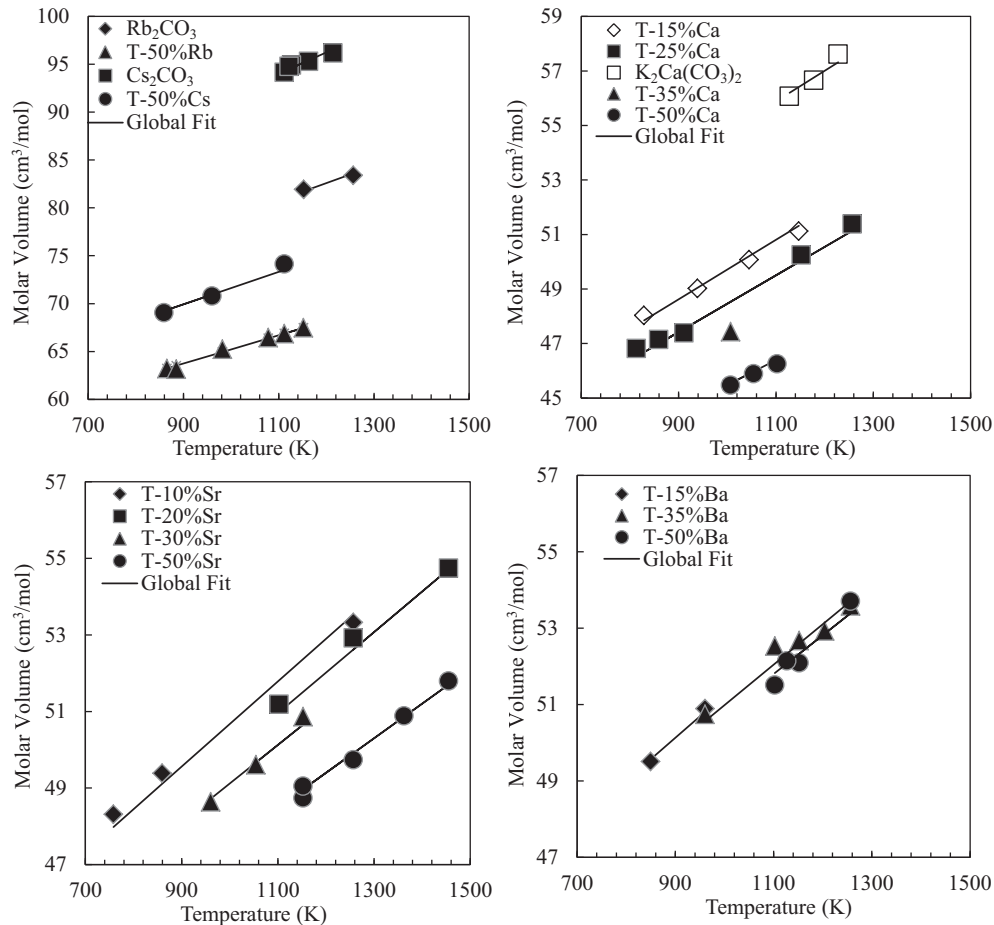 100
95
90
85
80
75
70
65
60
Molar Volume (cm³/mol)
Rb₂CO₃
T-50%Rb
Cs₂CO₃
T-50%Cs
Global Fit
700 900 1100 1300 1500
Temperature (K)
59
57
55
53
51
49
47
45
Molar Volume (cm³/mol)
T-15%Ca
T-25%Ca
K₂Ca(CO₃)₂
T-35%Ca
T-50%Ca
Global Fit
700 900 1100 1300 1500
Temperature (K)
57
55
53
51
49
47
Molar Volume (cm³/mol)
T-10%Sr
T-20%Sr
T-30%Sr
T-50%Sr
Global Fit
700 900 1100 1300 1500
Temperature (K)
57
55
53
51
49
47
Molar Volume (cm³/mol)
T-15%Ba
T-35%Ba
T-50%Ba
Global Fit
700 900 1100 1300 1500
Temperature (K)